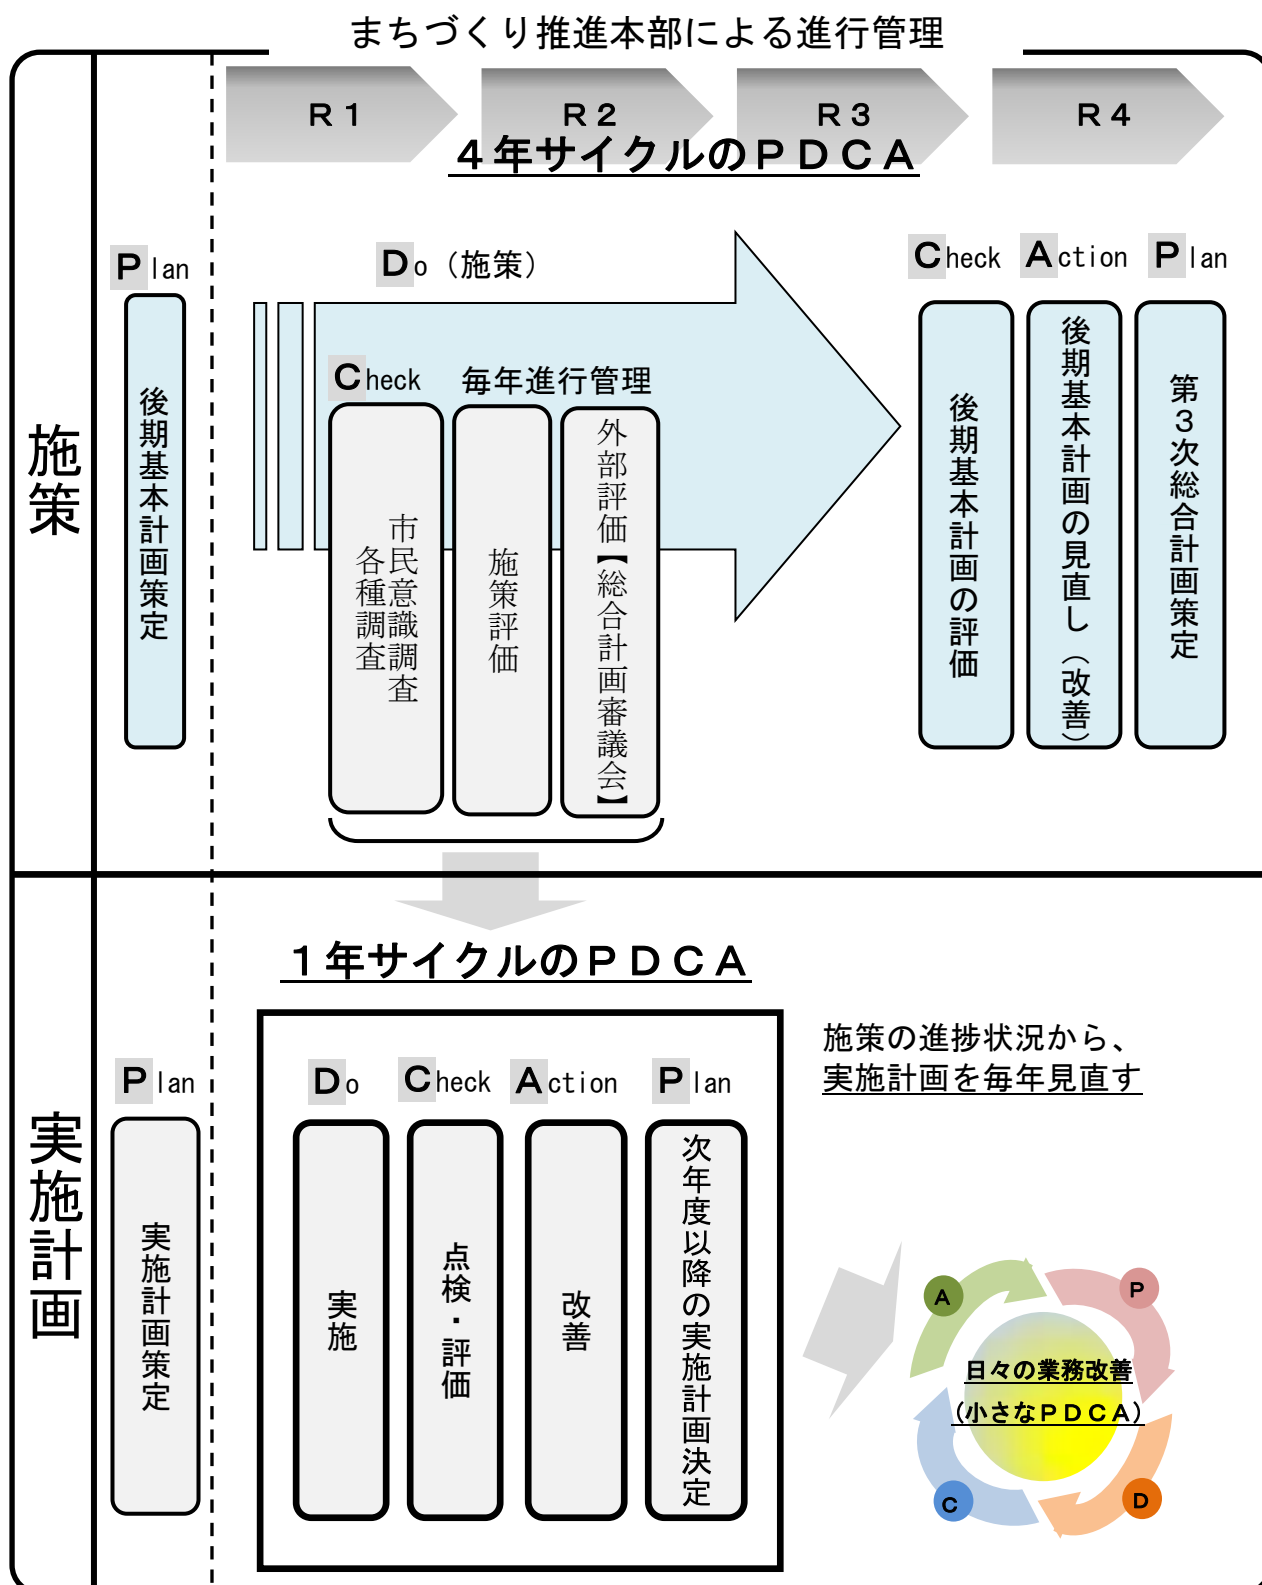 まちづくり推進本部による進行管理
Ｒ１
Ｒ２
Ｒ３
Ｒ４
４年サイクルのＰＤＣＡ
施策
Plan
後期基本計画策定
Do（施策）
Check
毎年進行管理
市民意識調査
各種調査
施策評価
外部評価【総合計画審議会】
Check
後期基本計画の評価
Action
後期基本計画の見直し（改善）
Plan
第３次総合計画策定
１年サイクルのＰＤＣＡ
実施計画
Plan
実施計画策定
Do
実施
Check
点検・評価
Action
改善
Plan
次年度以降の実施計画決定
施策の進捗状況から、
実施計画を毎年見直す
A
P
日々の業務改善
(小さなＰＤＣＡ)
C
D